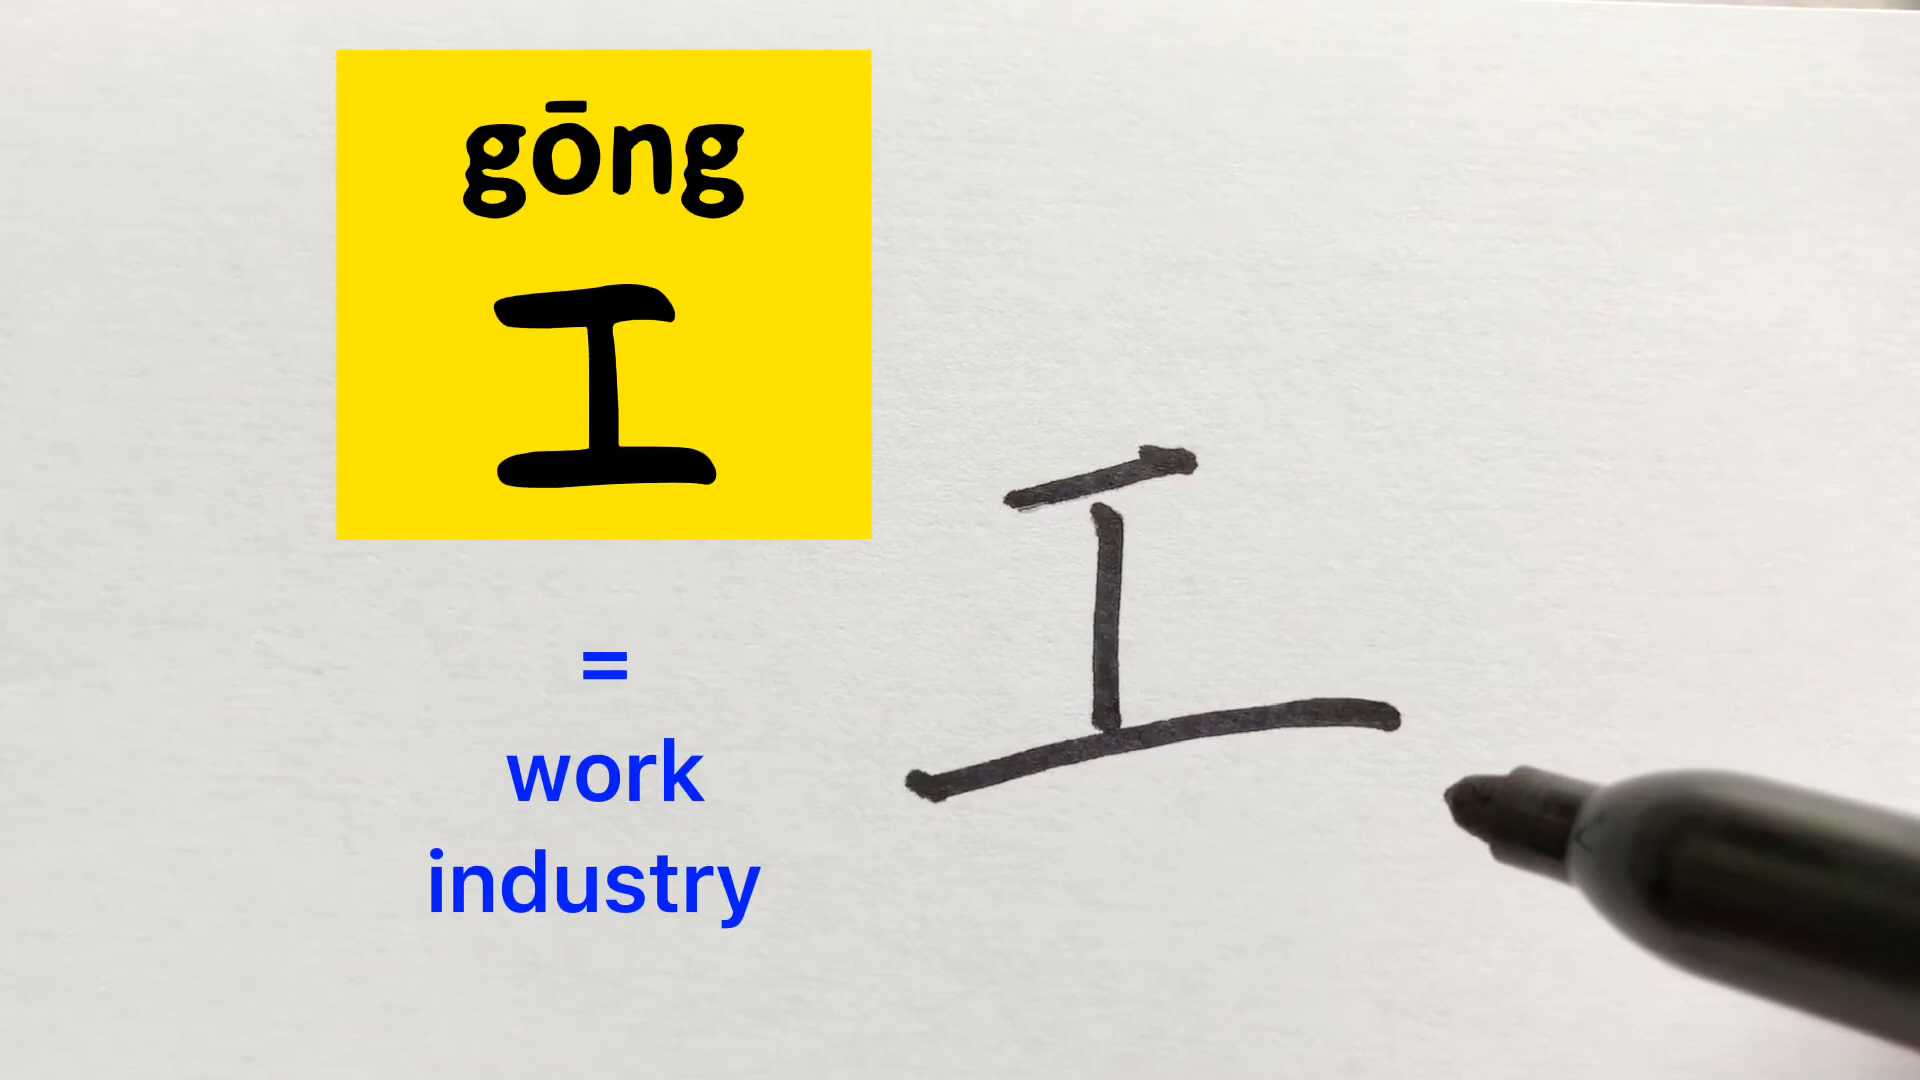 gōng
工
=
work
industry
工